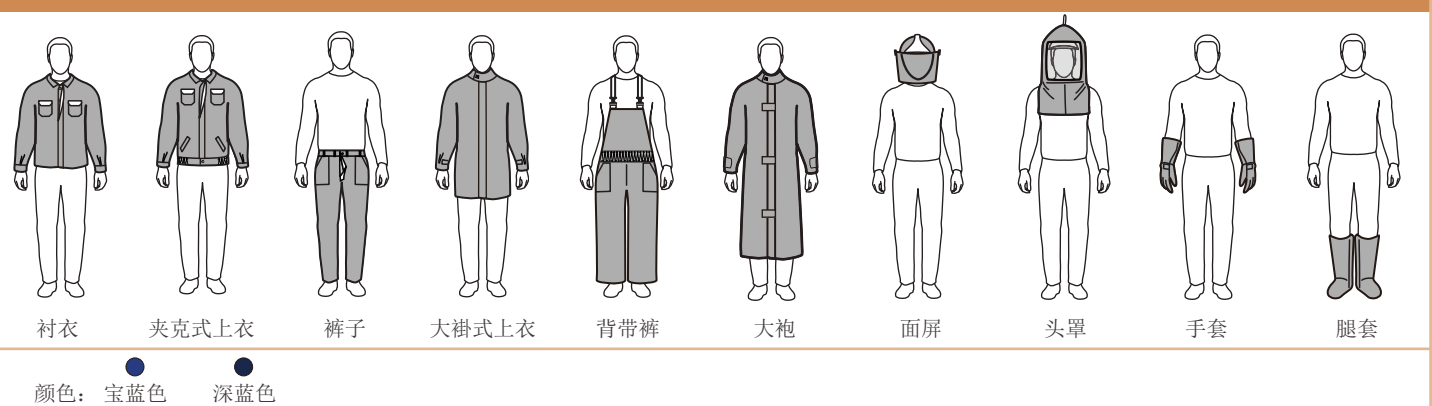 衬衣 夹克式上衣 裤子 大褂式上衣 背带裤 大袍 面屏 头罩 手套 腿套
颜色： 宝蓝色 深蓝色